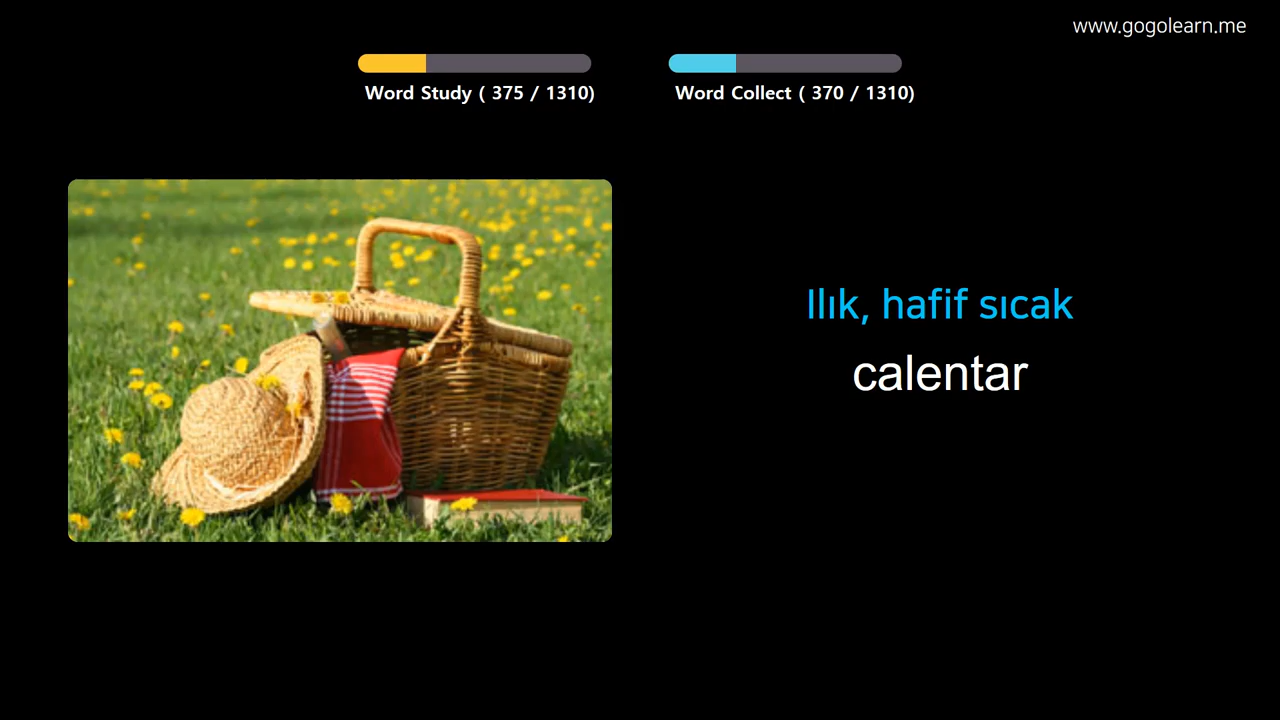 www.gogolearn.me
Word Study ( 375 / 1310)
Word Collect ( 370 / 1310)
Ilık, hafif sıcak
calentar